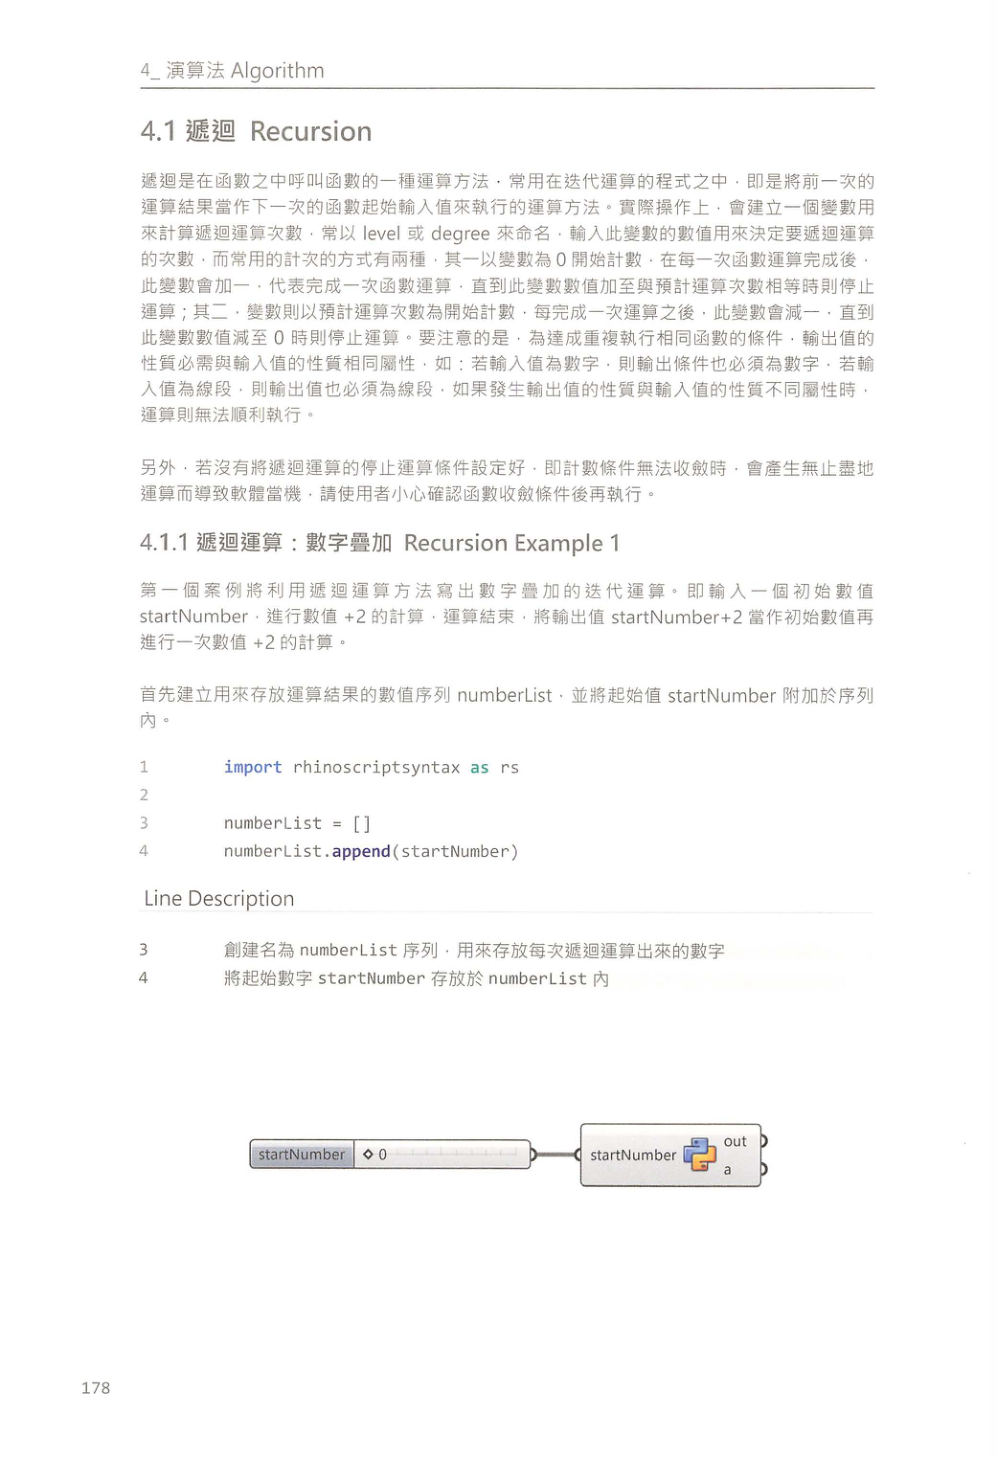 4_ 演算法 Algorithm
4.1 遞迴 Recursion
遞迴是在函數之中呼叫函數的一種運算方法，常用在迭代運算的程式之中，即是將前一次的
運算結果當作下一次的函數起始輸入值來執行的運算方法。實際操作上，會建立一個變數用
來計算遞迴運算次數，常以 level 或 degree 來命名，輸入此變數的數值用來決定要遞迴運算
的次數，而常用的計次的方式有兩種，其一以變數為 0 開始計數，在每一次函數運算完成後，
此變數會加一，代表完成一次函數運算，直到此變數數值加至與預計運算次數相等時則停止
運算；其二，變數則以預計運算次數為開始計數，每完成一次運算之後，此變數會減一，直到
此變數數值減至 0 時則停止運算。要注意的是，為達成重複執行相同函數的條件，輸出值的
性質必需與輸入值的性質相同屬性，如：若輸入值為數字，則輸出條件也必須為數字，若輸
入值為線段，則輸出值也必須為線段，如果發生輸出值的性質與輸入值的性質不同屬性時，
運算則無法順利執行。
另外，若沒有將遞迴運算的停止運算條件設定好，即計數條件無法收斂時，會產生無止盡地
運算而導致軟體當機，請使用者小心確認函數收斂條件後再執行。
4.1.1 遞迴運算：數字疊加 Recursion Example 1
第一個案例將利用遞迴運算方法寫出數字疊加的迭代運算。即輸入一個初始數值
startNumber，進行數值 +2 的計算，運算結束，將輸出值 startNumber+2 當作初始數值再
進行一次數值 +2 的計算。
首先建立用來存放運算結果的數值序列 numberList，並將起始值 startNumber 附加於序列
內。
1 import rhinoscriptsyntax as rs
2
3 numberList = []
4 numberList.append(startNumber)
Line Description
3 創建名為 numberList 序列，用來存放每次遞迴運算出來的數字
4 將起始數字 startNumber 存放於 numberList 內
startNumber ◇ 0 startNumber out
a
178